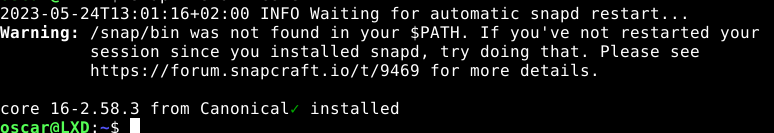 2023-05-24T13:01:16+02:00 INFO Waiting for automatic snapd restart...
Warning: /snap/bin was not found in your $PATH. If you've not restarted your
session since you installed snapd, try doing that. Please see
https://forum.snapcraft.io/t/9469 for more details.
core 16-2.58.3 from Canonical✓ installed
oscar@LXD:~$